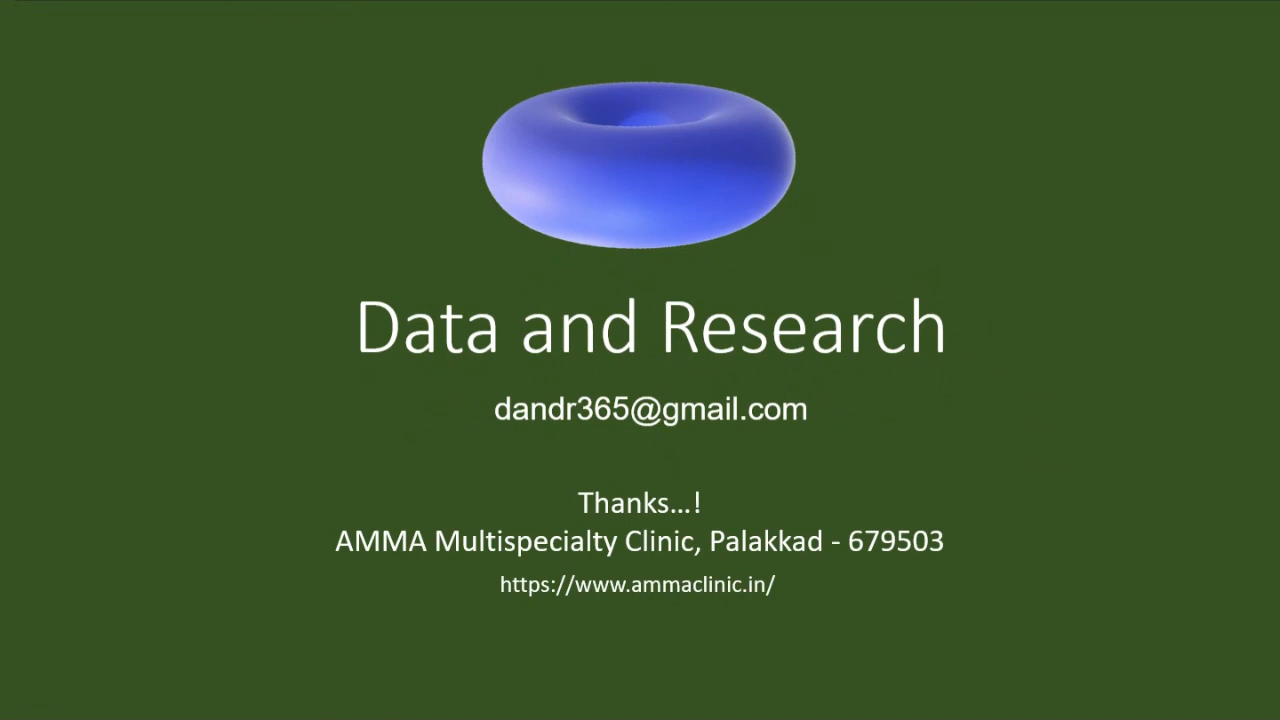 Data and Research
dandr365@gmail.com
Thanks...!
AMMA Multispecialty Clinic, Palakkad - 679503
https://www.ammaclinic.in/